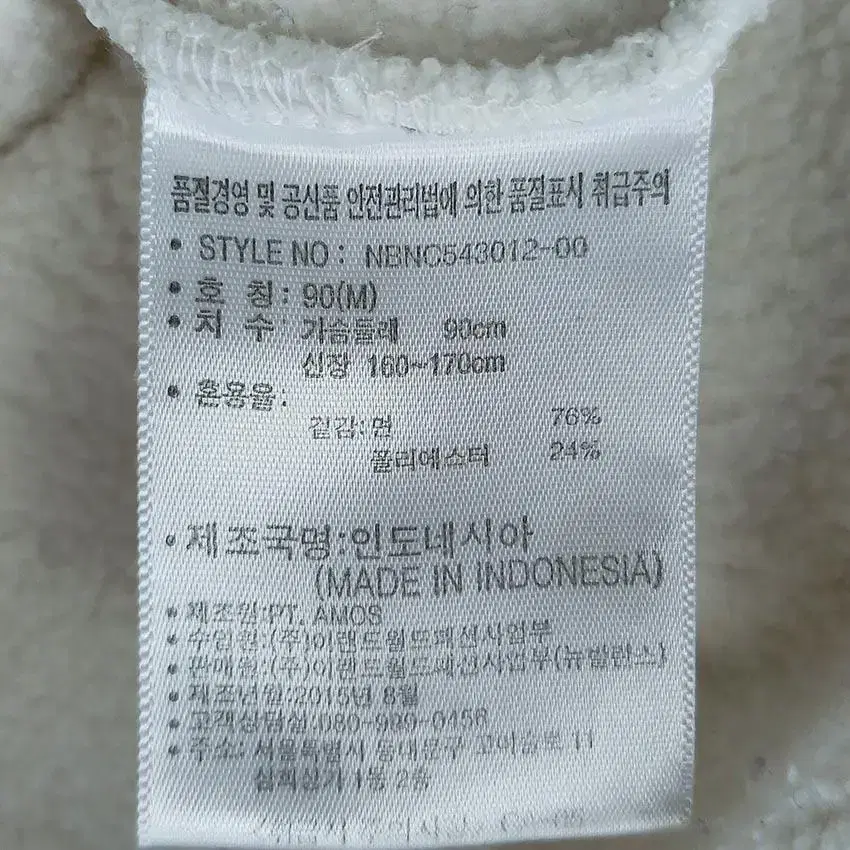 품질경영 및 공산품 안전관리법에 의한 품질표시 취급주의
• STYLE NO : NBNC543012-00
• 호 칭 : 90(M)
• 치 수 : 가슴둘레 90cm
신장 160~170cm
• 혼용율 :
겉감:면 76%
폴리에스터 24%
• 제조국명:인도네시아
(MADE IN INDONESIA)
• 제조원:PT. AMOS
• 수입원:(주)이랜드월드패션사업부
• 판매원:(주)이랜드월드패션사업부(뉴발란스)
• 제조년월:2015년 8월
• 고객상담실:080-999-0456
• 주소: 서울특별시 동대문구 고미술로 11
삼희상가 1동 2층